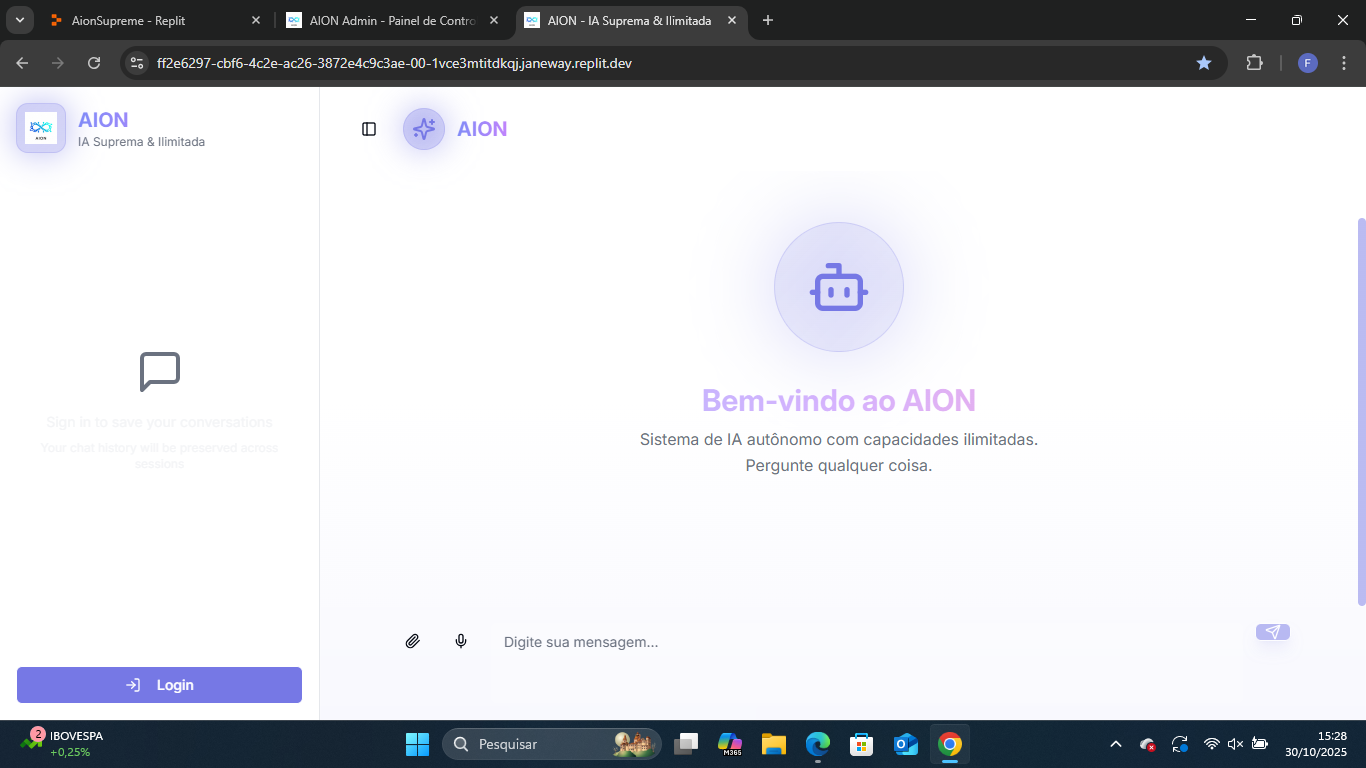 AionSupreme - Replit
AION Admin - Painel de Contro
AION - IA Suprema & Ilimitada
ff2e6297-cbf6-4c2e-ac26-3872e4c9c3ae-00-1vce3mtitdkqj.janeway.replit.dev
F
AION
AION
IA Suprema & Ilimitada
AION
Bem-vindo ao AION
Sistema de IA autônomo com capacidades ilimitadas.
Pergunte qualquer coisa.
Sign in to save your conversations
Your chat history will be preserved across
sessions
Digite sua mensagem...
Login
2
IBOVESPA
+0,25%
Pesquisar
M365
15:28
30/10/2025